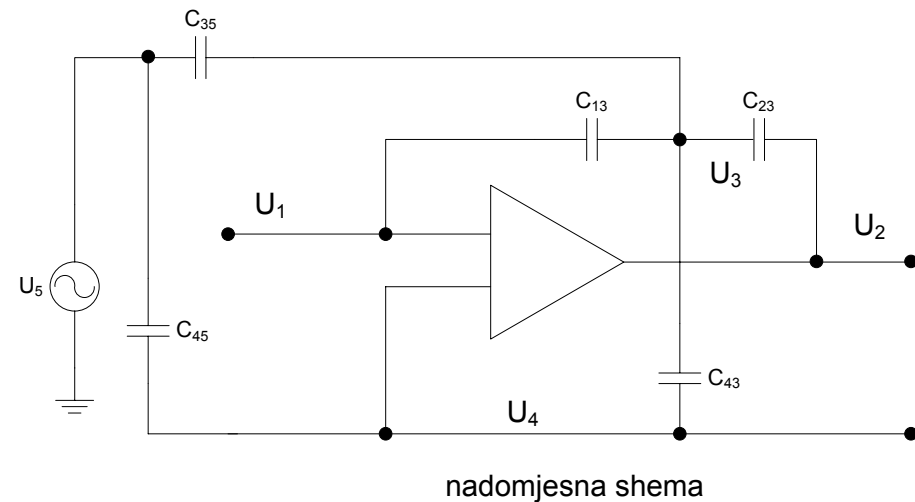 C₃₅
C₁₃
C₂₃
U₃
U₁
U₂
U₅
C₄₅
C₄₃
U₄
nadomjesna shema